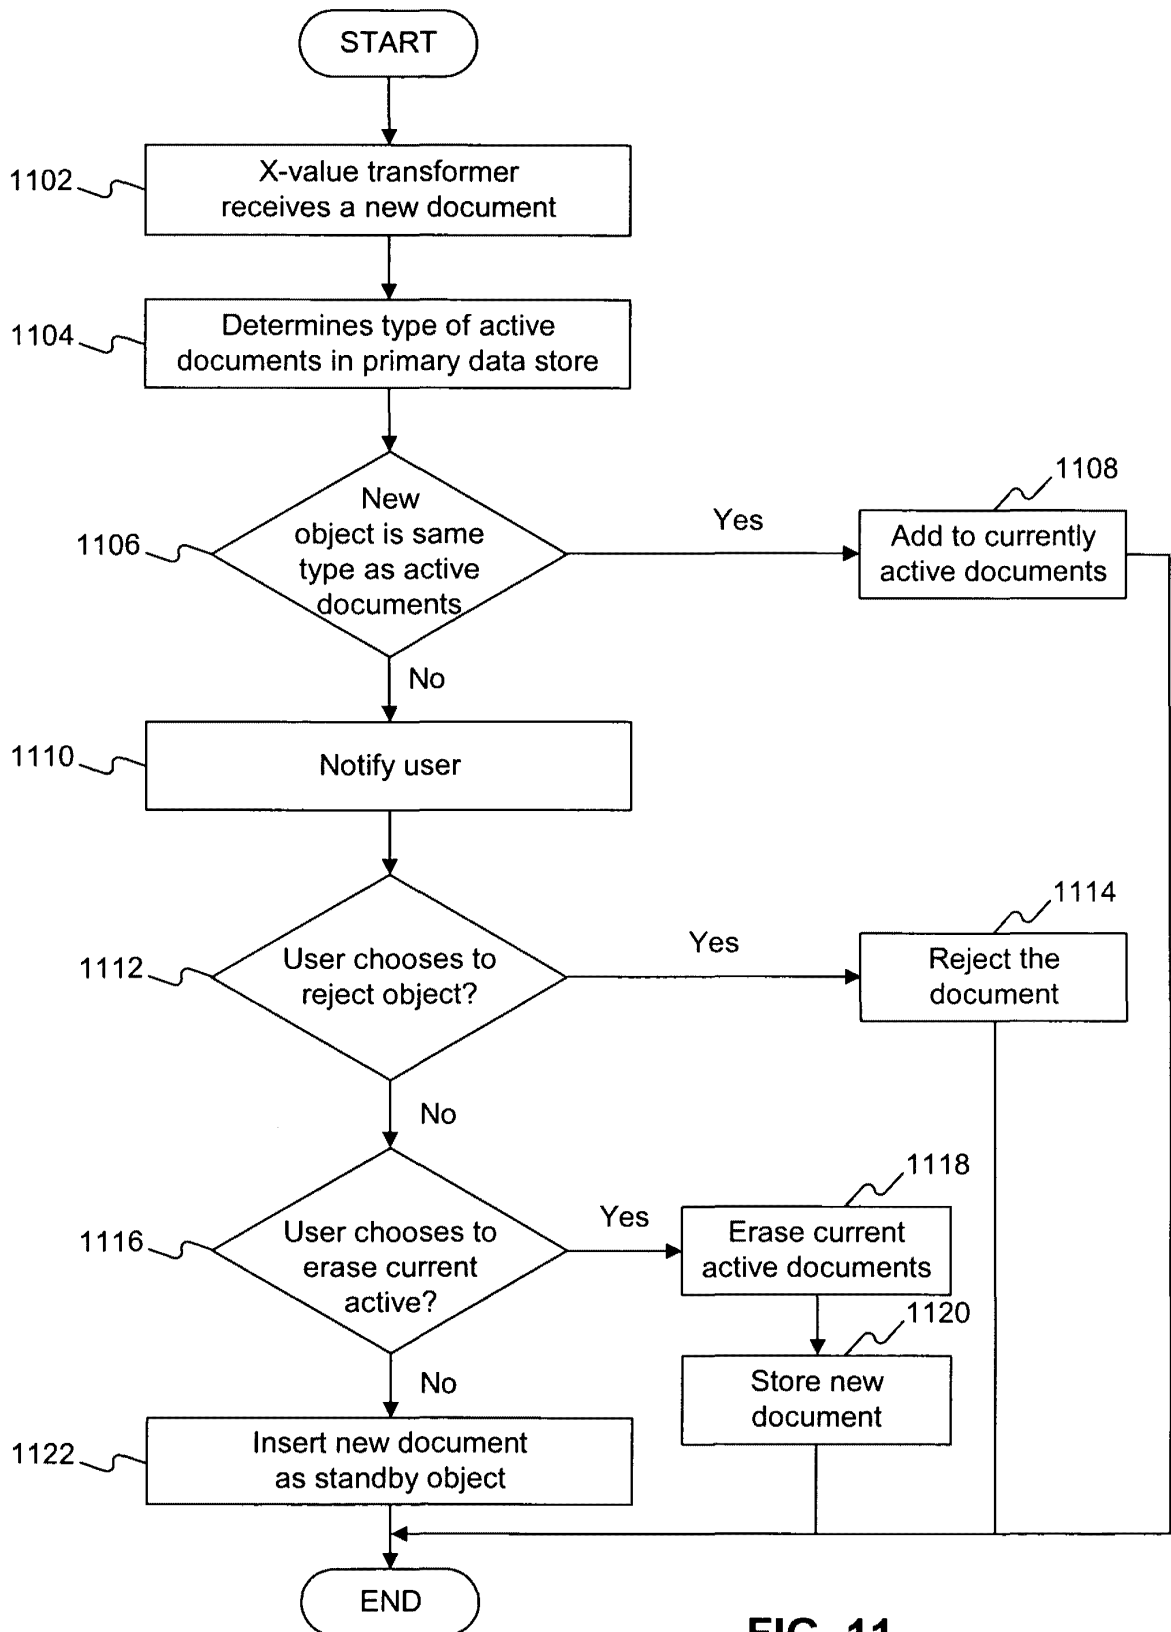 START
1102
X-value transformer
receives a new document
1104
Determines type of active
documents in primary data store
1106
New
object is same
type as active
documents
Yes
1108
Add to currently
active documents
No
1110
Notify user
1112
User chooses to
reject object?
Yes
1114
Reject the
document
No
1116
User chooses to
erase current
active?
Yes
1118
Erase current
active documents
1120
Store new
document
No
1122
Insert new document
as standby object
END
FIG. 11